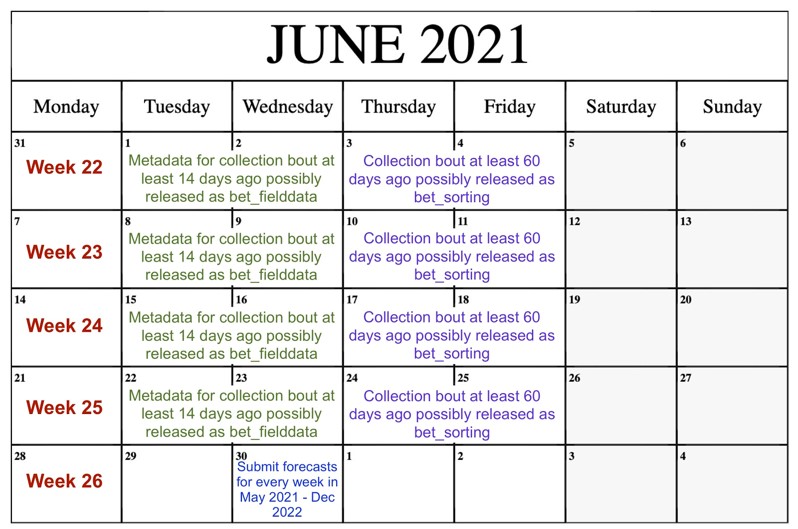 JUNE 2021
Monday Tuesday Wednesday Thursday Friday Saturday Sunday
31 1 2 3 4 5 6
Week 22
Metadata for collection bout at
least 14 days ago possibly
released as bet_fielddata
Collection bout at least 60
days ago possibly released as
bet_sorting
7 8 9 10 11 12 13
Week 23
Metadata for collection bout at
least 14 days ago possibly
released as bet_fielddata
Collection bout at least 60
days ago possibly released as
bet_sorting
14 15 16 17 18 19 20
Week 24
Metadata for collection bout at
least 14 days ago possibly
released as bet_fielddata
Collection bout at least 60
days ago possibly released as
bet_sorting
21 22 23 24 25 26 27
Week 25
Metadata for collection bout at
least 14 days ago possibly
released as bet_fielddata
Collection bout at least 60
days ago possibly released as
bet_sorting
28 29 30 1 2 3 4
Week 26
Submit forecasts
for every week in
May 2021 - Dec
2022